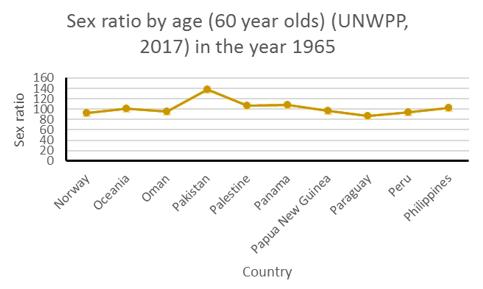 Sex ratio by age (60 year olds) (UNWPP,
2017) in the year 1965
Sex ratio
160
140
120
100
80
60
40
20
0
Norway
Oceania
Oman
Pakistan
Palestine
Panama
Papua New Guinea
Paraguay
Peru
Philippines
Country